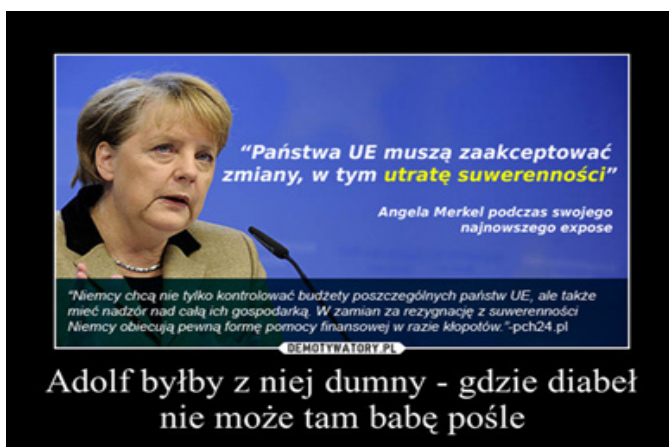 “Państwa UE muszą zaakceptować
zmiany, w tym utratę suwerenności”
Angela Merkel podczas swojego
najnowszego expose
"Niemcy chcą nie tylko kontrolować budżety poszczególnych państw UE, ale także
mieć nadzór nad całą ich gospodarką. W zamian za rezygnację z suwerenności
Niemcy obiecują pewną formę pomocy finansowej w razie kłopotów."-pch24.pl
DEMOTYWATORY.PL
Adolf byłby z niej dumny - gdzie diabeł
nie może tam babę pośle